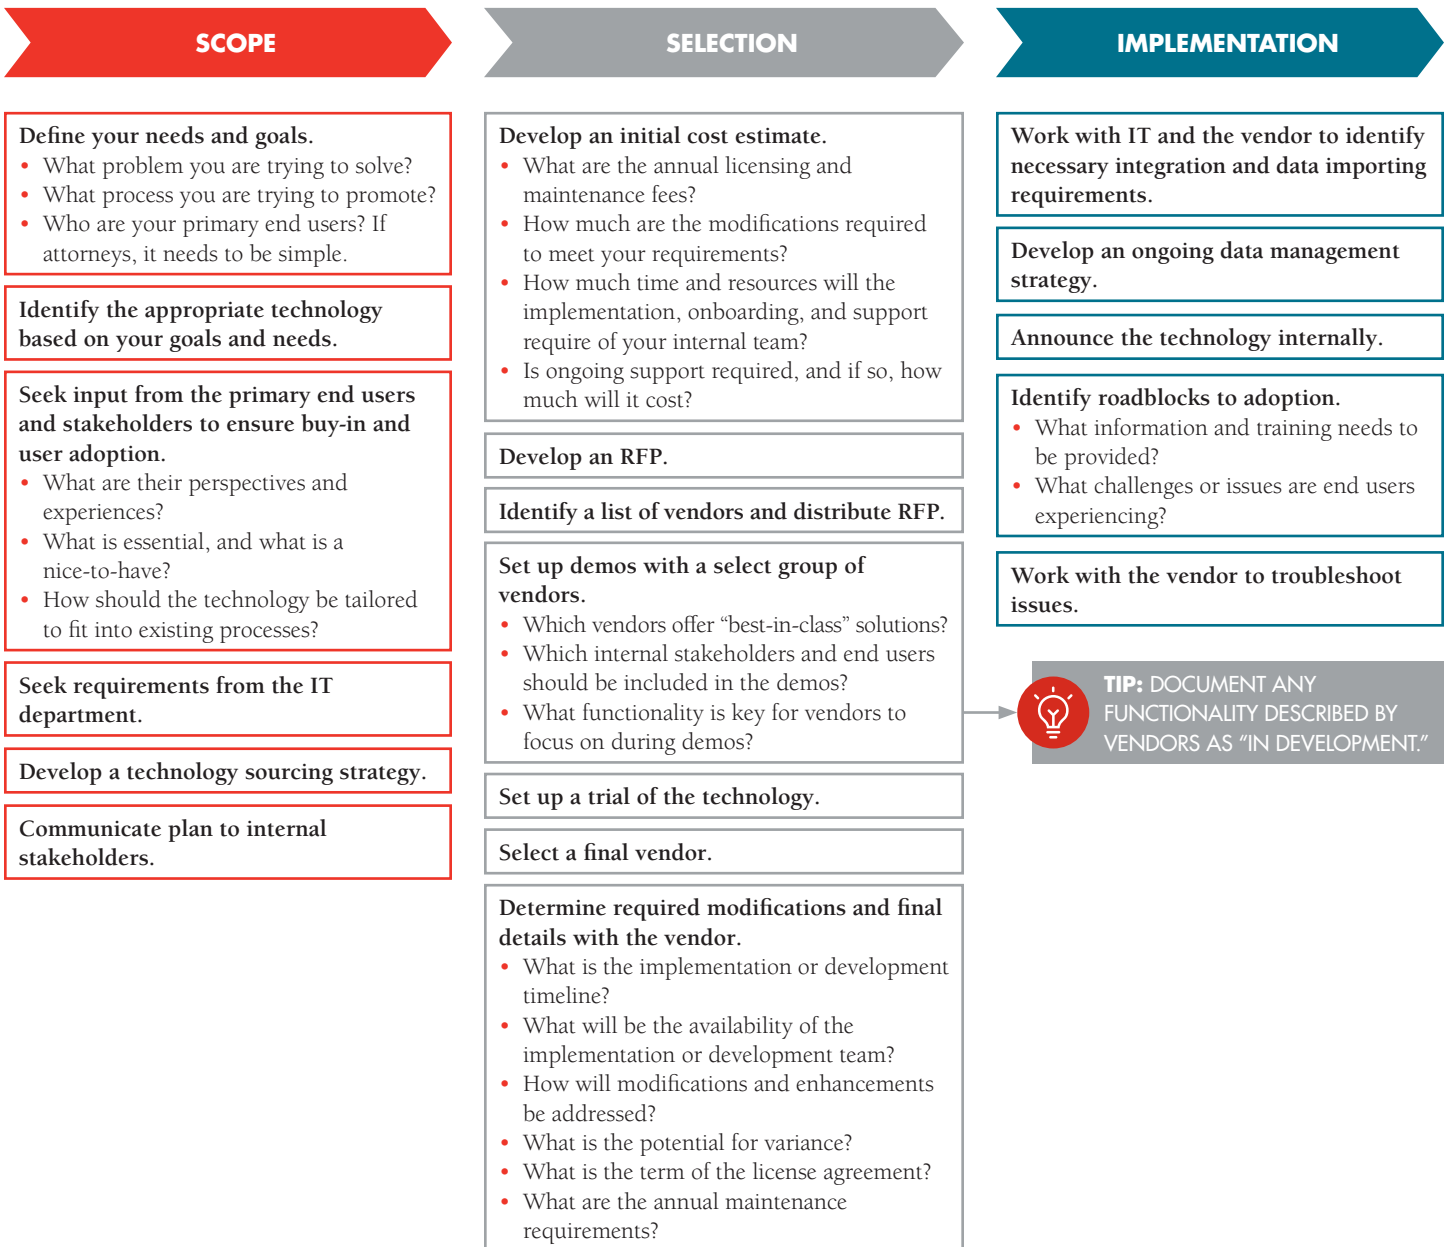 SCOPE
Define your needs and goals.
• What problem you are trying to solve?
• What process you are trying to promote?
• Who are your primary end users? If
attorneys, it needs to be simple.
Identify the appropriate technology
based on your goals and needs.
Seek input from the primary end users
and stakeholders to ensure buy-in and
user adoption.
• What are their perspectives and
experiences?
• What is essential, and what is a
nice-to-have?
• How should the technology be tailored
to fit into existing processes?
Seek requirements from the IT
department.
Develop a technology sourcing strategy.
Communicate plan to internal
stakeholders.
SELECTION
Develop an initial cost estimate.
• What are the annual licensing and
maintenance fees?
• How much are the modifications required
to meet your requirements?
• How much time and resources will the
implementation, onboarding, and support
require of your internal team?
• Is ongoing support required, and if so, how
much will it cost?
Develop an RFP.
Identify a list of vendors and distribute RFP.
Set up demos with a select group of
vendors.
• Which vendors offer “best-in-class” solutions?
• Which internal stakeholders and end users
should be included in the demos?
• What functionality is key for vendors to
focus on during demos?
Set up a trial of the technology.
Select a final vendor.
Determine required modifications and final
details with the vendor.
• What is the implementation or development
timeline?
• What will be the availability of the
implementation or development team?
• How will modifications and enhancements
be addressed?
• What is the potential for variance?
• What is the term of the license agreement?
• What are the annual maintenance
requirements?
IMPLEMENTATION
Work with IT and the vendor to identify
necessary integration and data importing
requirements.
Develop an ongoing data management
strategy.
Announce the technology internally.
Identify roadblocks to adoption.
• What information and training needs to
be provided?
• What challenges or issues are end users
experiencing?
Work with the vendor to troubleshoot
issues.
TIP: DOCUMENT ANY
FUNCTIONALITY DESCRIBED BY
VENDORS AS “IN DEVELOPMENT.”